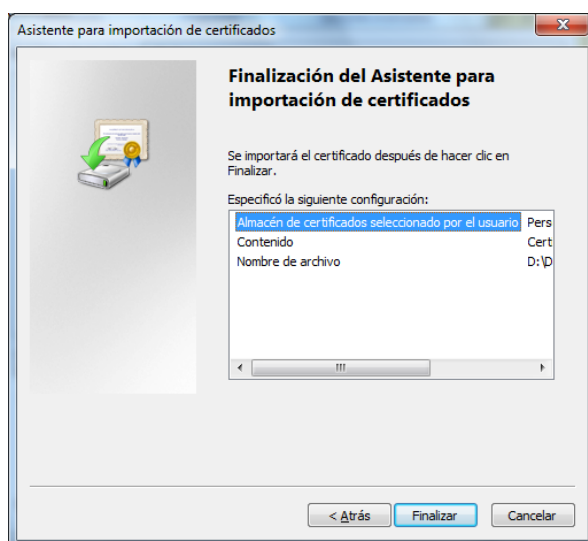 Asistente para importación de certificados
Finalización del Asistente para
importación de certificados
Se importará el certificado después de hacer clic en
Finalizar.
Especificó la siguiente configuración:
Almacén de certificados seleccionado por el usuario Pers
Contenido Cert
Nombre de archivo D:\D
< Atrás Finalizar Cancelar